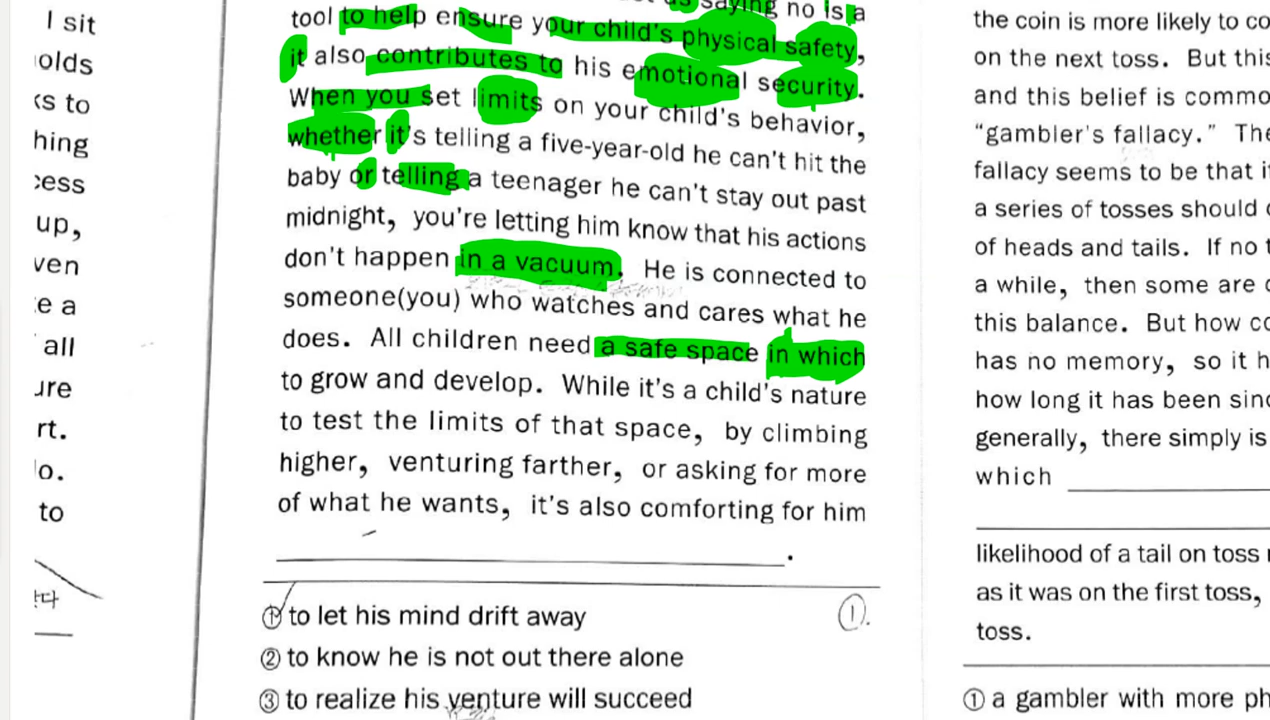 I sit
olds
ks to
hing
cess
up,
ven
e a
all
ure
rt.
o.
to
saying no is a
tool to help ensure your child's physical safety,
it also contributes to his emotional security.
When you set limits on your child's behavior,
whether it's telling a five-year-old he can't hit the
baby or telling a teenager he can't stay out past
midnight, you're letting him know that his actions
don't happen in a vacuum. He is connected to
someone(you) who watches and cares what he
does. All children need a safe space in which
to grow and develop. While it's a child's nature
to test the limits of that space, by climbing
higher, venturing farther, or asking for more
of what he wants, it's also comforting for him
.
① to let his mind drift away
①.
② to know he is not out there alone
③ to realize his venture will succeed
the coin is more likely to co
on the next toss. But this
and this belief is commo
“gambler's fallacy.” The
fallacy seems to be that if
a series of tosses should
of heads and tails. If no t
a while, then some are
this balance. But how co
has no memory, so it h
how long it has been sinc
generally, there simply is
which
likelihood of a tail on toss
as it was on the first toss,
toss.
① a gambler with more ph